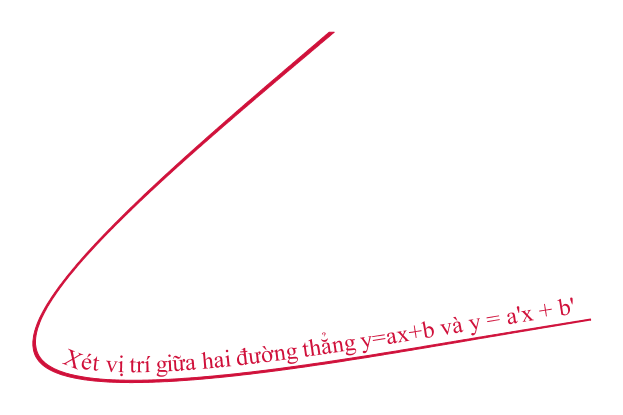 Xét vị trí giữa hai đường thẳng y=ax+b và y = a'x + b'